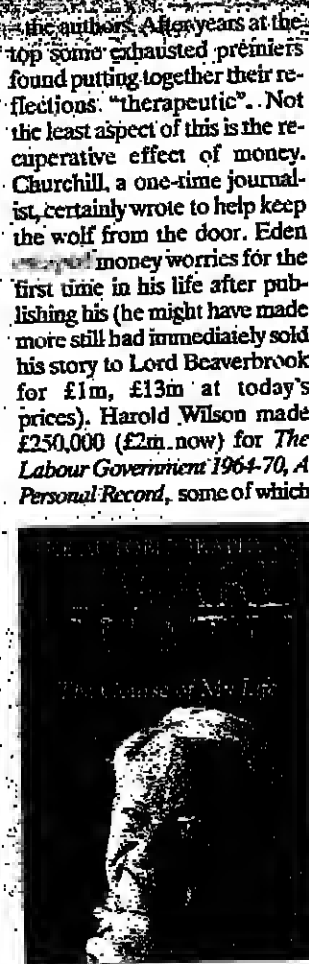 the authors. After years at the
top some exhausted premiers
found putting together their re-
flections "therapeutic". Not
the least aspect of this is the re-
cuperative effect of money.
Churchill, a one-time journal-
ist, certainly wrote to help keep
the wolf from the door. Eden
money worries for the
first time in his life after pub-
lishing his (he might have made
more still had immediately sold
his story to Lord Beaverbrook
for £1m, £13m at today's
prices). Harold Wilson made
£250,000 (£2m now) for The
Labour Government 1964-70, A
Personal Record, some of which
The Course of My Life